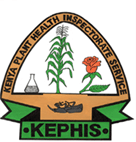 KENYA PLANT HEALTH INSPECTORATE SERVICE
• KEPHIS •